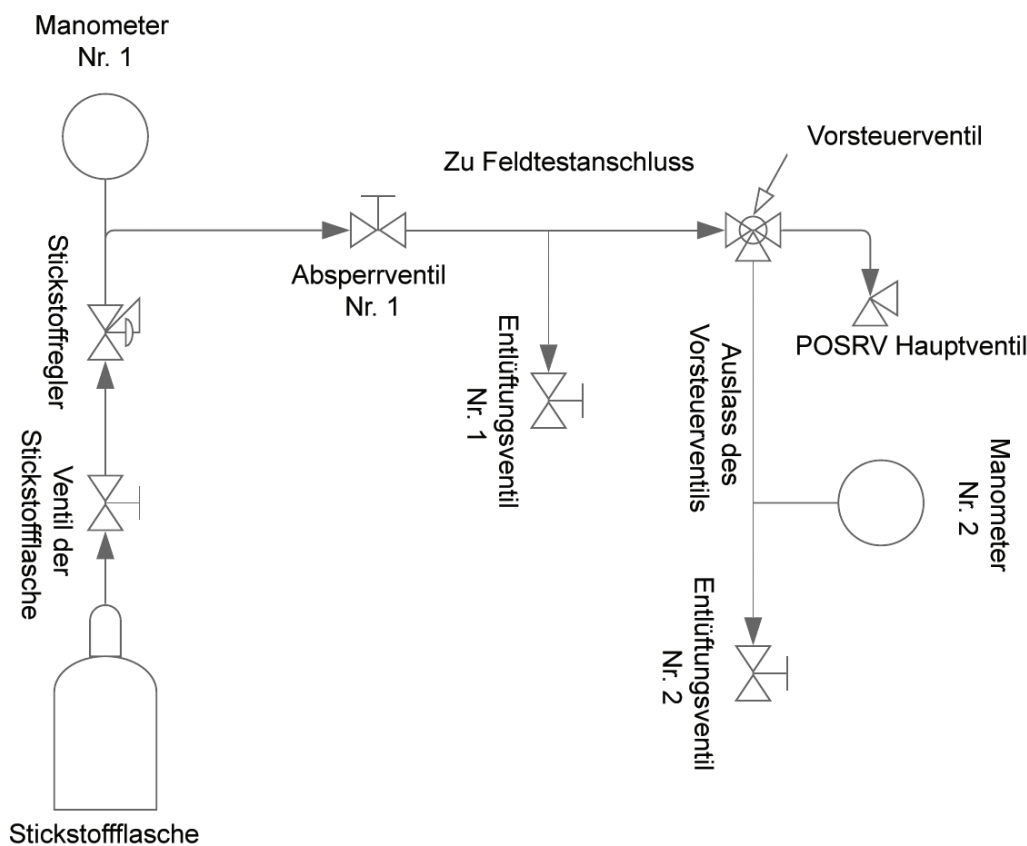 Manometer
Nr. 1
Zu Feldtestanschluss
Vorsteuerventil
Stickstoffregler
Absperrventil
Nr. 1
Entlüftungsventil
Nr. 1
Auslass des
Vorsteuerventils
POSRV Hauptventil
Ventil der
Stickstoffflasche
Manometer
Nr. 2
Entlüftungsventil
Nr. 2
Stickstoffflasche